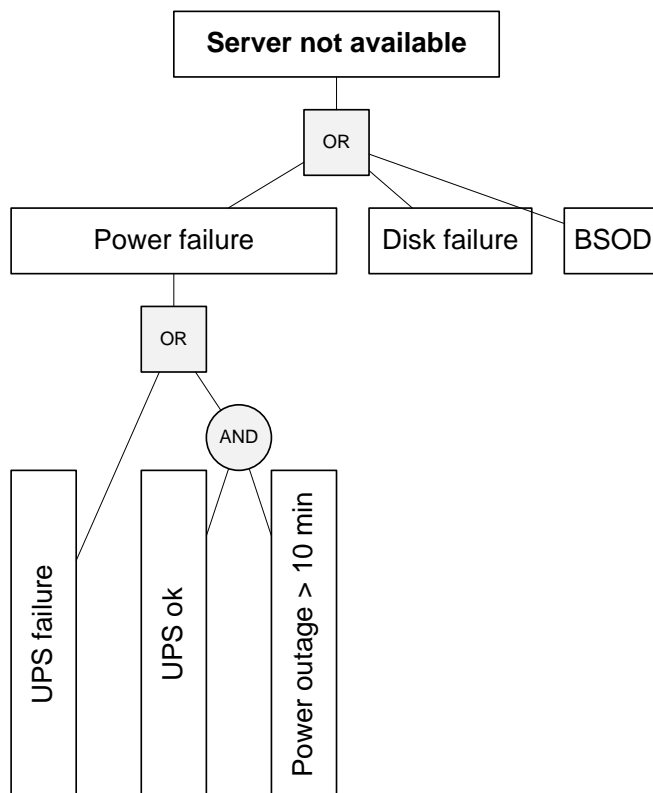 Server not available
OR
Power failure
Disk failure
BSOD
OR
AND
UPS failure
UPS ok
Power outage > 10 min